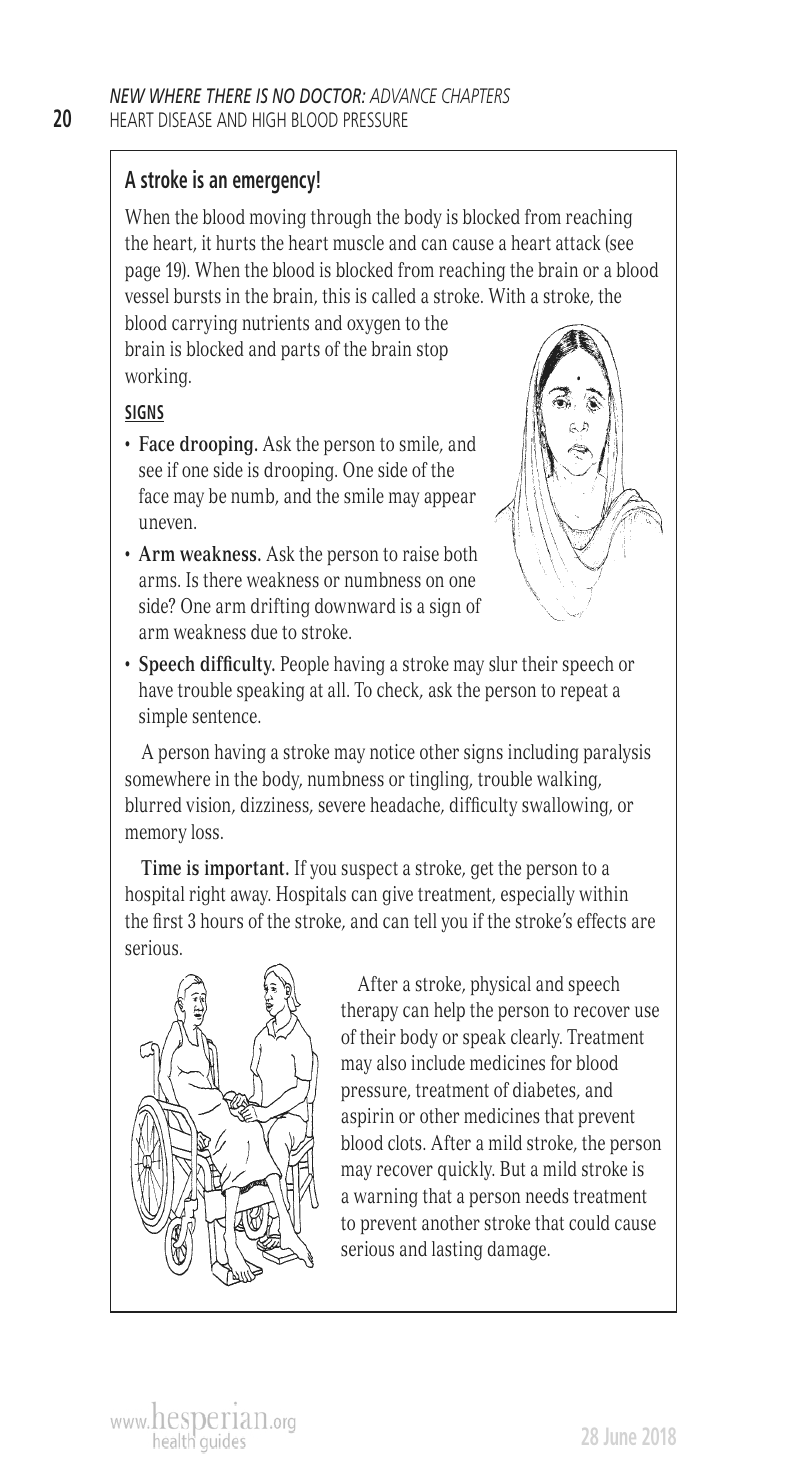 NEW WHERE THERE IS NO DOCTOR: ADVANCE CHAPTERS
20 HEART DISEASE AND HIGH BLOOD PRESSURE
A stroke is an emergency!
When the blood moving through the body is blocked from reaching
the heart, it hurts the heart muscle and can cause a heart attack (see
page 19). When the blood is blocked from reaching the brain or a blood
vessel bursts in the brain, this is called a stroke. With a stroke, the
blood carrying nutrients and oxygen to the
brain is blocked and parts of the brain stop
working.
SIGNS
• Face drooping. Ask the person to smile, and
see if one side is drooping. One side of the
face may be numb, and the smile may appear
uneven.
• Arm weakness. Ask the person to raise both
arms. Is there weakness or numbness on one
side? One arm drifting downward is a sign of
arm weakness due to stroke.
• Speech difficulty. People having a stroke may slur their speech or
have trouble speaking at all. To check, ask the person to repeat a
simple sentence.
A person having a stroke may notice other signs including paralysis
somewhere in the body, numbness or tingling, trouble walking,
blurred vision, dizziness, severe headache, difficulty swallowing, or
memory loss.
Time is important. If you suspect a stroke, get the person to a
hospital right away. Hospitals can give treatment, especially within
the first 3 hours of the stroke, and can tell you if the stroke's effects are
serious.
After a stroke, physical and speech
therapy can help the person to recover use
of their body or speak clearly. Treatment
may also include medicines for blood
pressure, treatment of diabetes, and
aspirin or other medicines that prevent
blood clots. After a mild stroke, the person
may recover quickly. But a mild stroke is
a warning that a person needs treatment
to prevent another stroke that could cause
serious and lasting damage.
www.hesperian.org
health guides
28 June 2018